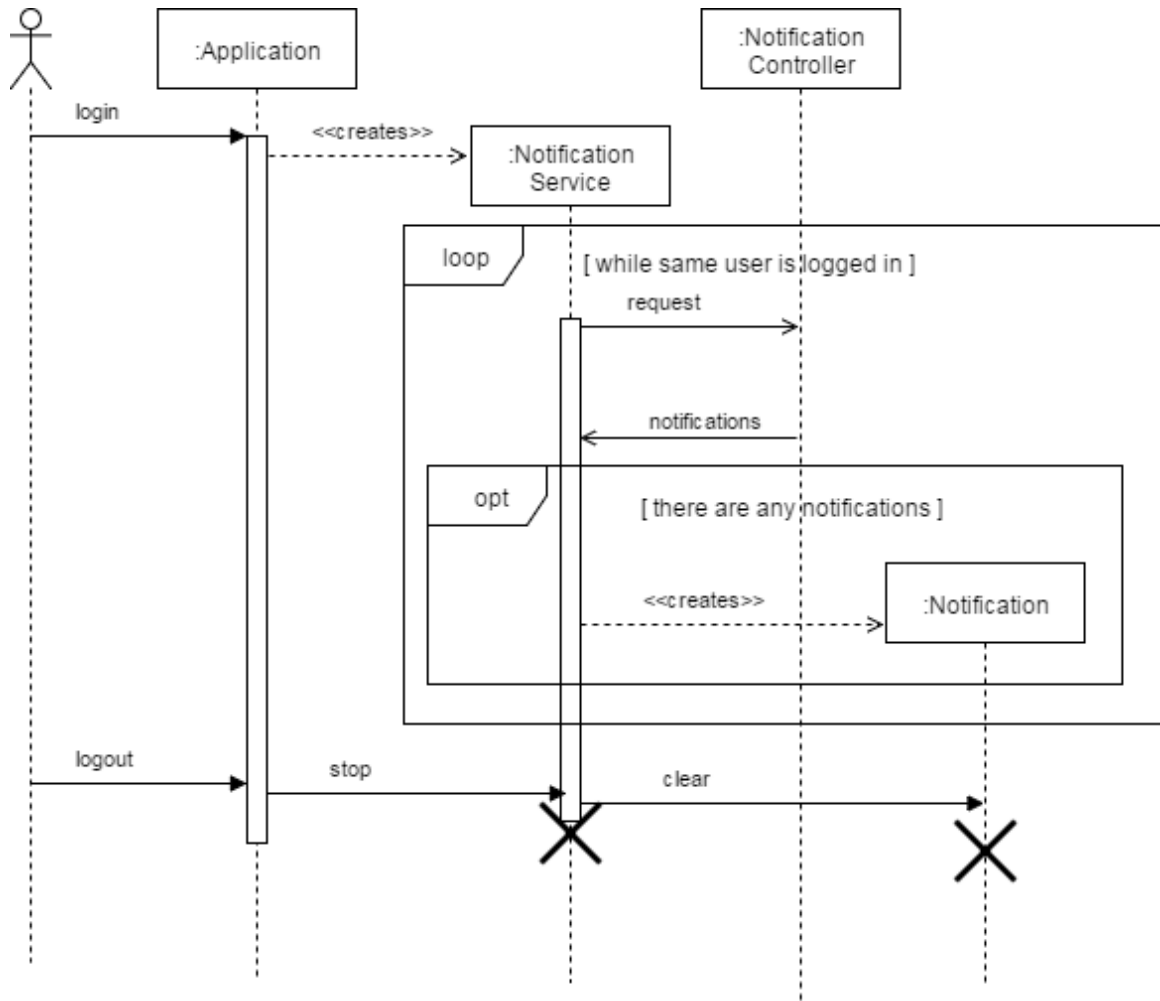 :Application
:Notification
Controller
login
<<creates>>
:Notification
Service
loop
[ while same user is logged in ]
request
notifications
opt
[ there are any notifications ]
<<creates>>
:Notification
logout
stop
clear